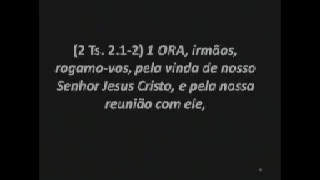 (2 Ts. 2.1-2) 1 ORA, irmãos,
rogamo-vos, pela vinda de nosso
Senhor Jesus Cristo, e pela nossa
reunião com ele,